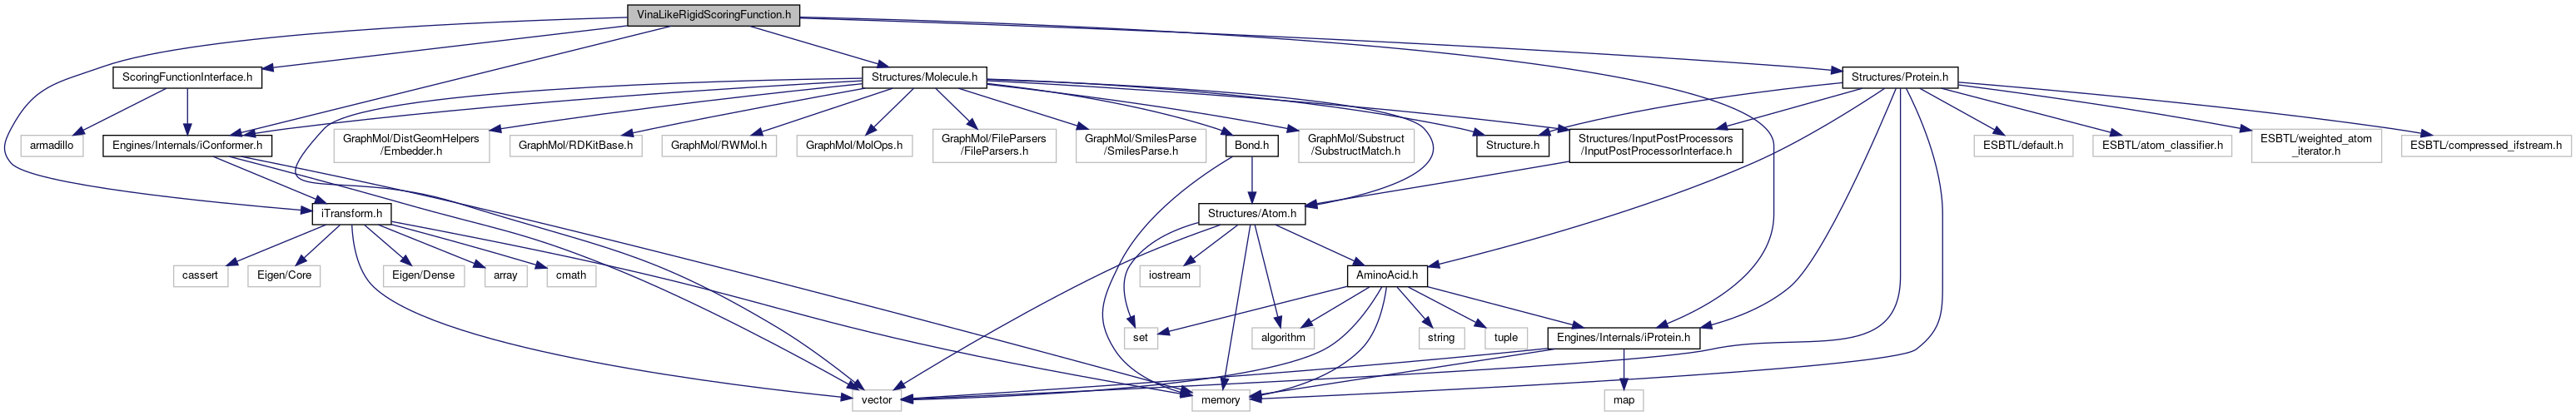 VinaLikeRigidScoringFunction.h
ScoringFunctionInterface.h
Structures/Molecule.h
Structures/Protein.h
armadillo
Engines/Internals/iConformer.h
GraphMol/DistGeomHelpers
/Embedder.h
GraphMol/RDKitBase.h
GraphMol/RWMol.h
GraphMol/MolOps.h
GraphMol/FileParsers
/FileParsers.h
GraphMol/SmilesParse
/SmilesParse.h
Bond.h
GraphMol/Substruct
/SubstructMatch.h
Structure.h
Structures/InputPostProcessors
/InputPostProcessorInterface.h
ESBTL/default.h
ESBTL/atom_classifier.h
ESBTL/weighted_atom
_iterator.h
ESBTL/compressed_ifstream.h
iTransform.h
Structures/Atom.h
cassert
Eigen/Core
Eigen/Dense
array
cmath
iostream
AminoAcid.h
set
algorithm
string
tuple
Engines/Internals/iProtein.h
vector
memory
map